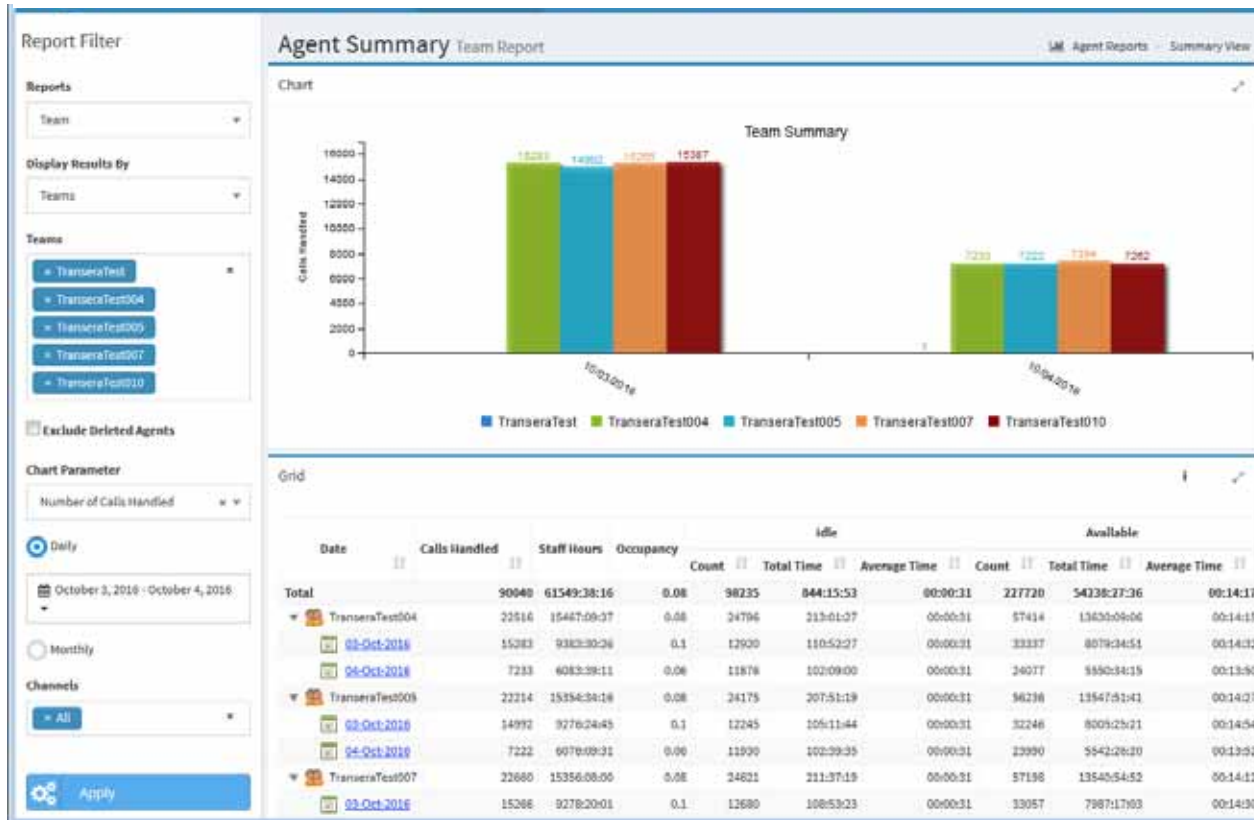 Report Filter
Reports
Team
Display Results By
Teams
Teams
× TranseraTest
× TranseraTest004
× TranseraTest005
× TranseraTest007
× TranseraTest010
Exclude Deleted Agents
Chart Parameter
Number of Calls Handled
Daily
October 3, 2016 - October 4, 2016
Monthly
Channels
× All
Apply
Agent Summary Team Report
Agent Reports Summary View
Chart
Team Summary
Calls Handled
16000
14000
12000
10000
8000
6000
4000
2000
0
15283 14992 15266 15387
7233 7222 7262
10/03/2016
10/04/2016
TranseraTest TranseraTest004 TranseraTest005 TranseraTest007 TranseraTest010
Grid
Idle Available
Date Calls Handled Staff Hours Occupancy Count Total Time Average Time Count Total Time Average Time
Total 90040 61549:38:16 0.08 98235 844:15:53 00:00:31 227720 54238:27:36
TranseraTest004 22516 15467:09:37 0.08 24796 213:01:27 00:00:31 57414 13630:09:06
03-Oct-2016 15283 9383:30:26 0.1 12920 110:52:27 00:00:31 33337 8079:34:51
04-Oct-2016 7233 6083:39:11 0.06 11876 102:09:00 00:00:31 24077 5550:34:15
TranseraTest005 22214 15354:34:16 0.08 24175 207:51:19 00:00:31 56236 13547:51:41
03-Oct-2016 14992 9276:24:45 0.1 12245 105:11:44 00:00:31 32246 8005:25:21
04-Oct-2016 7222 6078:09:31 0.06 11930 102:39:35 00:00:31 23990 5542:26:20
TranseraTest007 22660 15356:08:00 0.08 24621 211:37:19 00:00:31 57198 13540:54:52
03-Oct-2016 15266 9278:20:01 0.1 12680 108:53:23 00:00:31 33057 7987:17:03